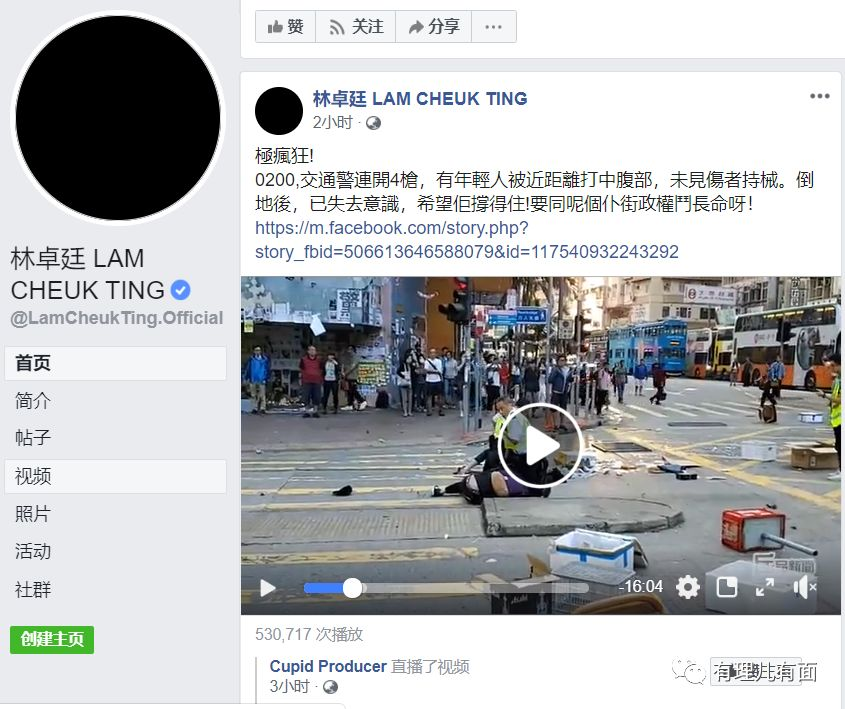 赞
关注
分享
林卓廷 LAM CHEUK TING
2小时
極瘋狂!
0200,交通警連開4槍，有年輕人被近距離打中腹部，未見傷者持械。倒
地後，已失去意識，希望佢撐得住!要同呢個仆街政權鬥長命呀！
https://m.facebook.com/story.php?
story_fbid=506613646588079&id=117540932243292
林卓廷 LAM
CHEUK TING
@LamCheukTing.Official
首页
简介
帖子
视频
照片
活动
社群
创建主页
-16:04
530,717 次播放
Cupid Producer 直播了视频
3小时
有理儿有面